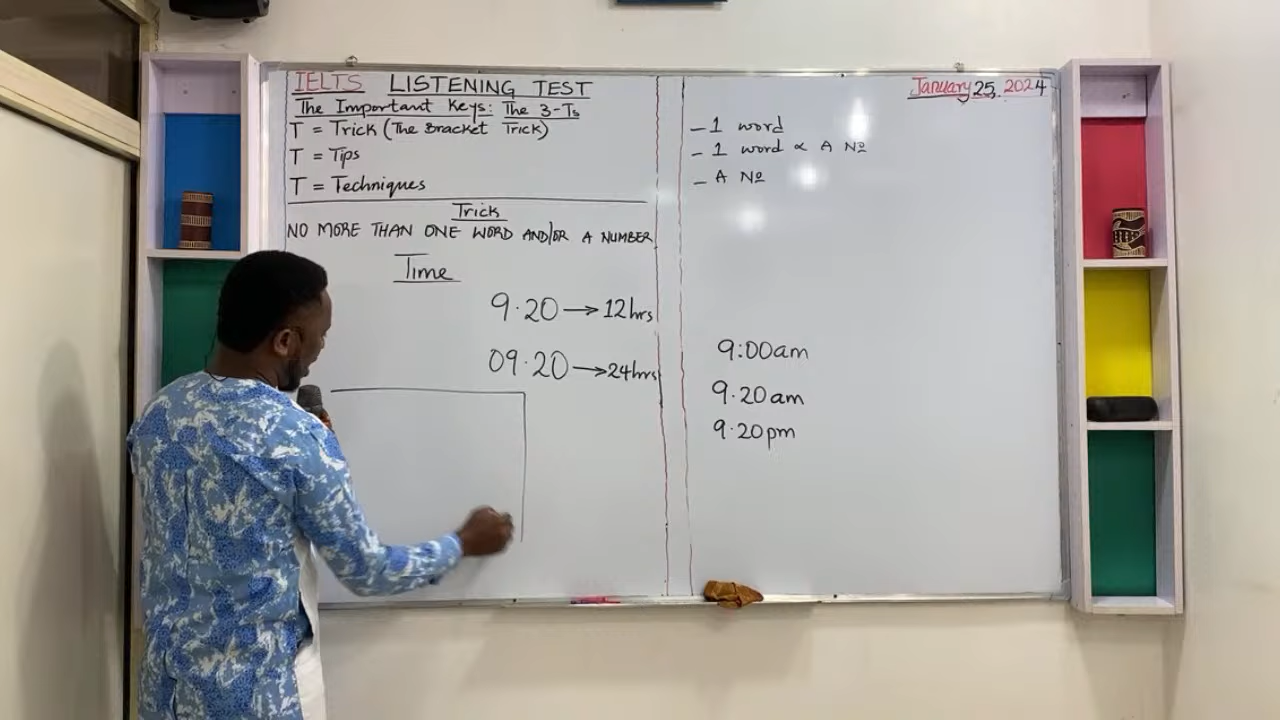 IELTS LISTENING TEST
The Important Keys: The 3-Ts
T = Trick (The Bracket Trick)
T = Tips
T = Techniques
Trick
NO MORE THAN ONE WORD AND/OR A NUMBER
Time
9.20 → 12hrs
09.20 → 24hrs
January 25, 2024
- 1 word
- 1 word ∝ A Nº
- A Nº
9:00am
9.20am
9.20pm